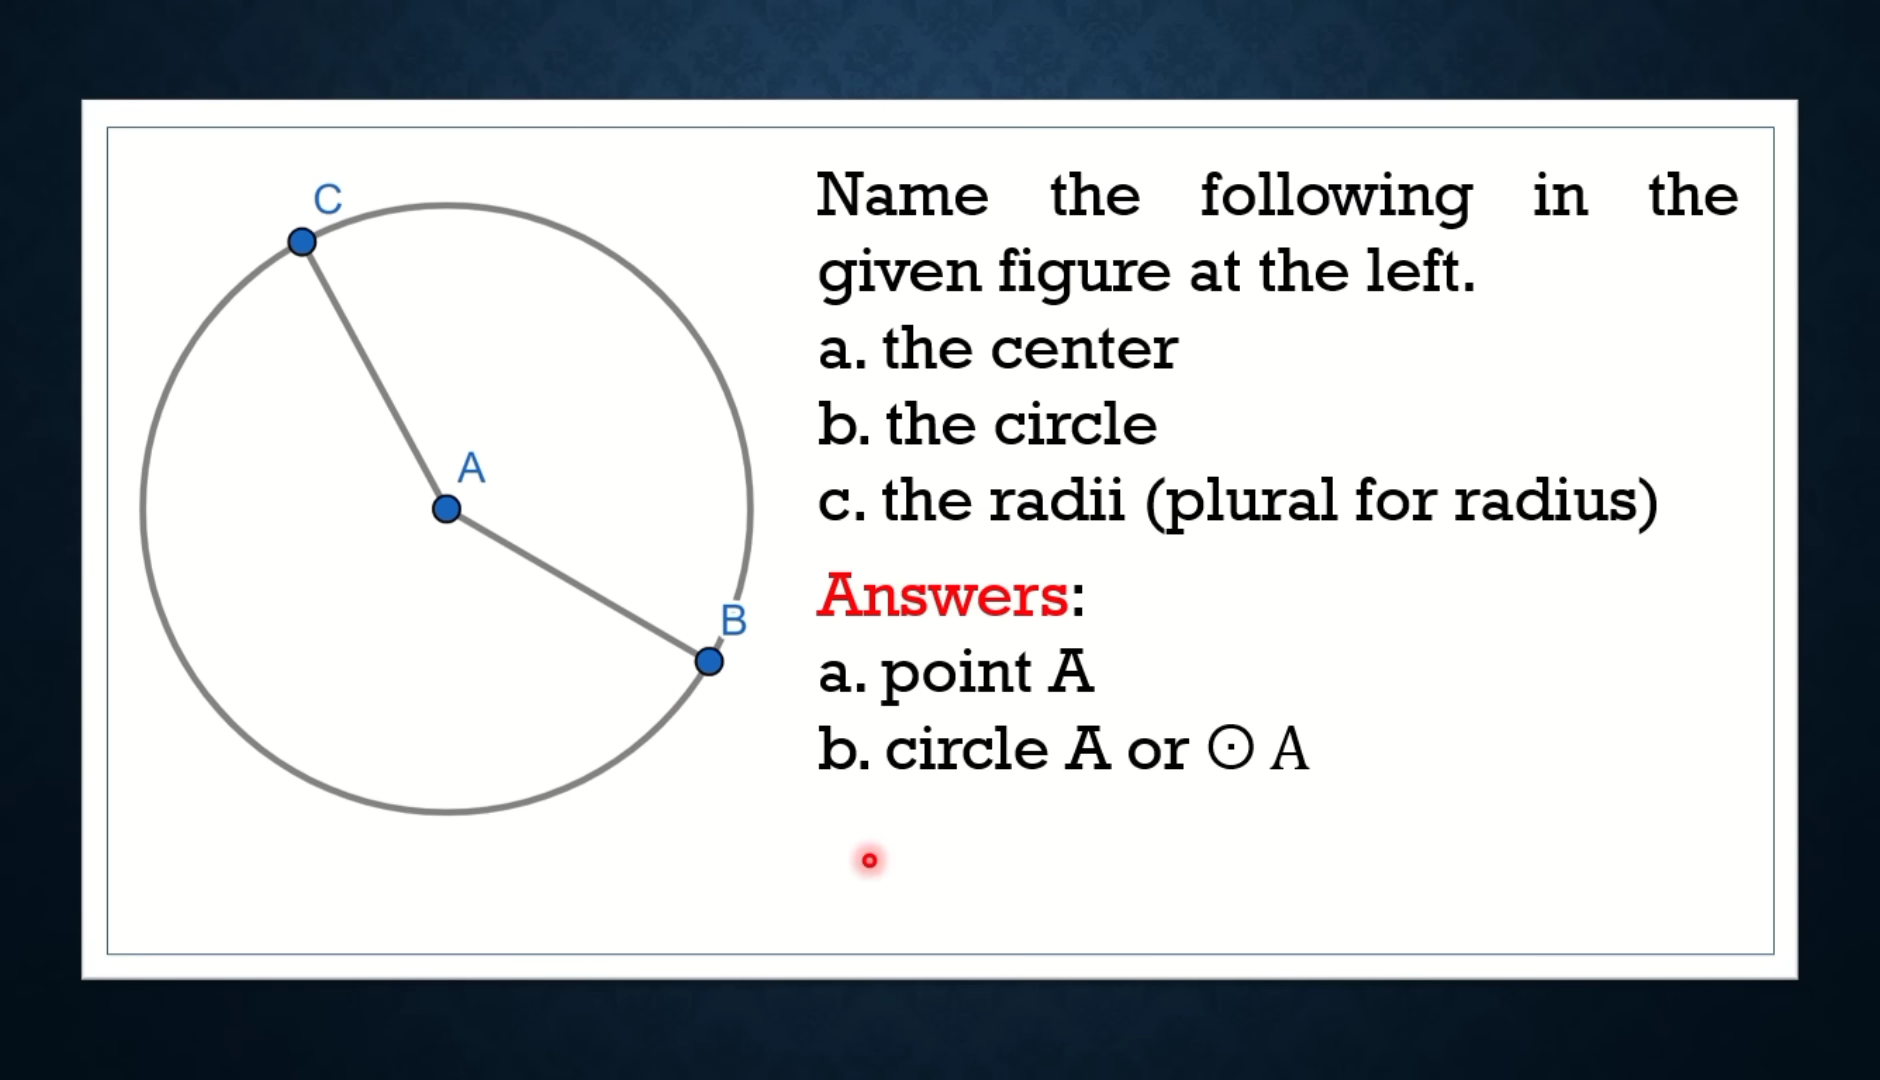 C
A
B
Name the following in the
given figure at the left.
a. the center
b. the circle
c. the radii (plural for radius)
Answers:
a. point A
b. circle A or ⊙ A